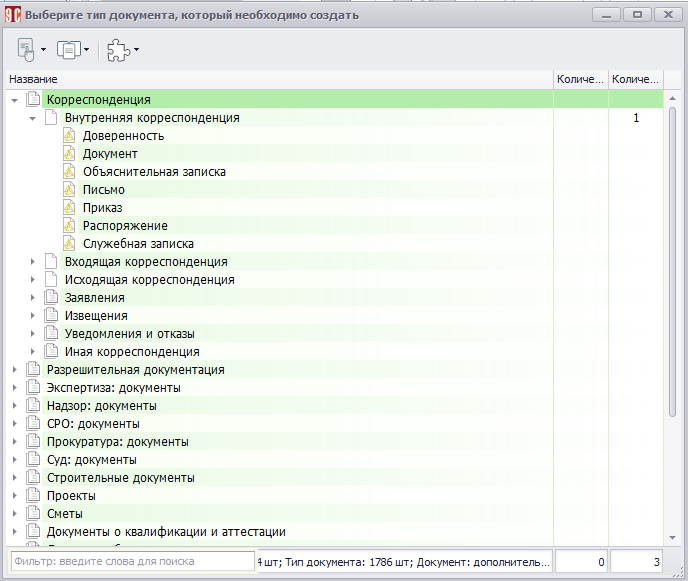 Выберите тип документа, который необходимо создать
Название Количе... Количе...
Корреспонденция
Внутренняя корреспонденция 1
Доверенность
Документ
Объяснительная записка
Письмо
Приказ
Распоряжение
Служебная записка
Входящая корреспонденция
Исходящая корреспонденция
Заявления
Извещения
Уведомления и отказы
Иная корреспонденция
Разрешительная документация
Экспертиза: документы
Надзор: документы
СРО: документы
Прокуратура: документы
Суд: документы
Строительные документы
Проекты
Сметы
Документы о квалификации и аттестации
Фильтр: введите слова для поиска 4 шт; Тип документа: 1786 шт; Документ: дополнитель... 0 3